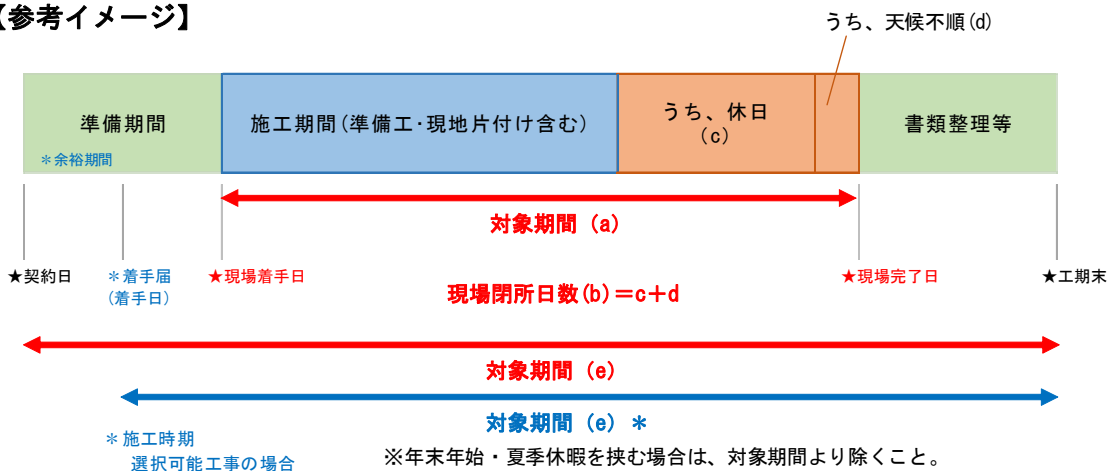 【参考イメージ】
うち、天候不順(d)
準備期間
施工期間(準備工・現地片付け含む)
うち、休日
(c)
書類整理等
＊余裕期間
対象期間 (a)
★契約日
＊着手届
(着手日)
★現場着手日
★現場完了日
★工期末
現場閉所日数(b)＝c＋d
対象期間 (e)
対象期間 (e) ＊
＊施工時期
選択可能工事の場合
※年末年始・夏季休暇を挟む場合は、対象期間より除くこと。